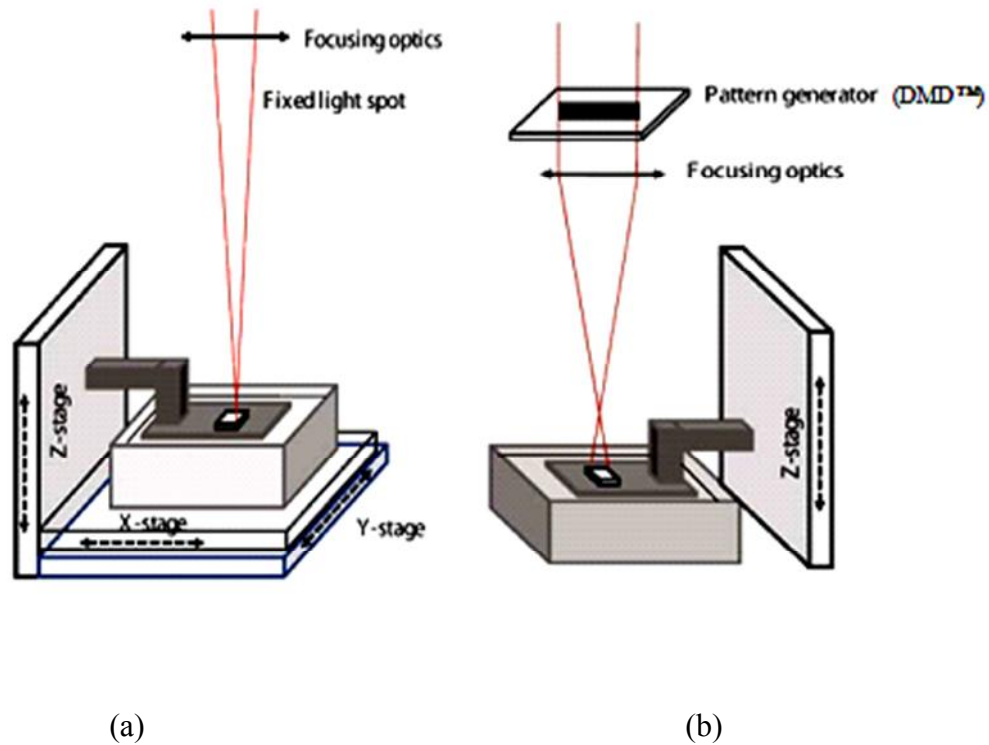 Focusing optics
Fixed light spot
Z-stage
X-stage
Y-stage
Pattern generator (DMD™)
Focusing optics
Z-stage
(a)
(b)